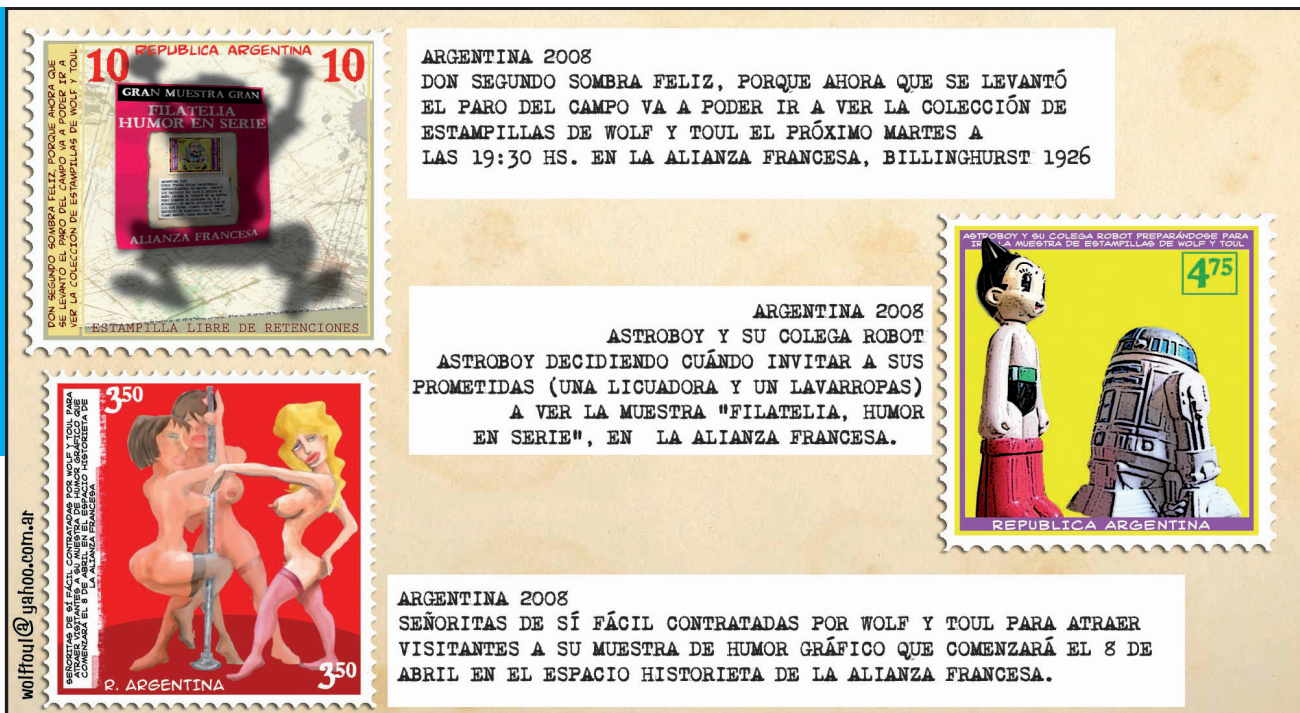 REPUBLICA ARGENTINA
10
10
GRAN MUESTRA GRAN
FILATELIA
HUMOR EN SERIE
ALIANZA FRANCESA
DON SEGUNDO SOMBRA FELIZ, PORQUE AHORA QUE
SE LEVANTÓ EL PARO DEL CAMPO VA A PODER IR A
VER LA COLECCIÓN DE ESTAMPILLAS DE WOLF Y TOUL
ESTAMPILLA LIBRE DE RETENCIONES
ARGENTINA 2008
DON SEGUNDO SOMBRA FELIZ, PORQUE AHORA QUE SE LEVANTÓ
EL PARO DEL CAMPO VA A PODER IR A VER LA COLECCIÓN DE
ESTAMPILLAS DE WOLF Y TOUL EL PRÓXIMO MARTES A
LAS 19:30 HS. EN LA ALIANZA FRANCESA, BILLINGHURST 1926
ARGENTINA 2008
ASTROBOY Y SU COLEGA ROBOT
ASTROBOY DECIDIENDO CUÁNDO INVITAR A SUS
PROMETIDAS (UNA LICUADORA Y UN LAVARROPAS)
A VER LA MUESTRA "FILATELIA, HUMOR
EN SERIE", EN LA ALIANZA FRANCESA.
ASTROBOY Y SU COLEGA ROBOT PREPARÁNDOSE PARA
IR A LA MUESTRA DE ESTAMPILLAS DE WOLF Y TOUL
475
REPUBLICA ARGENTINA
350
SEÑORITAS DE SÍ FÁCIL CONTRATADAS POR WOLF Y TOUL PARA
ATRAER VISITANTES A SU MUESTRA DE HUMOR GRÁFICO QUE
COMENZARÁ EL 8 DE ABRIL EN EL ESPACIO HISTORIETA DE
LA ALIANZA FRANCESA
R. ARGENTINA
350
ARGENTINA 2008
SEÑORITAS DE SÍ FÁCIL CONTRATADAS POR WOLF Y TOUL PARA ATRAER
VISITANTES A SU MUESTRA DE HUMOR GRÁFICO QUE COMENZARÁ EL 8 DE
ABRIL EN EL ESPACIO HISTORIETA DE LA ALIANZA FRANCESA.
wolftoul@yahoo.com.ar